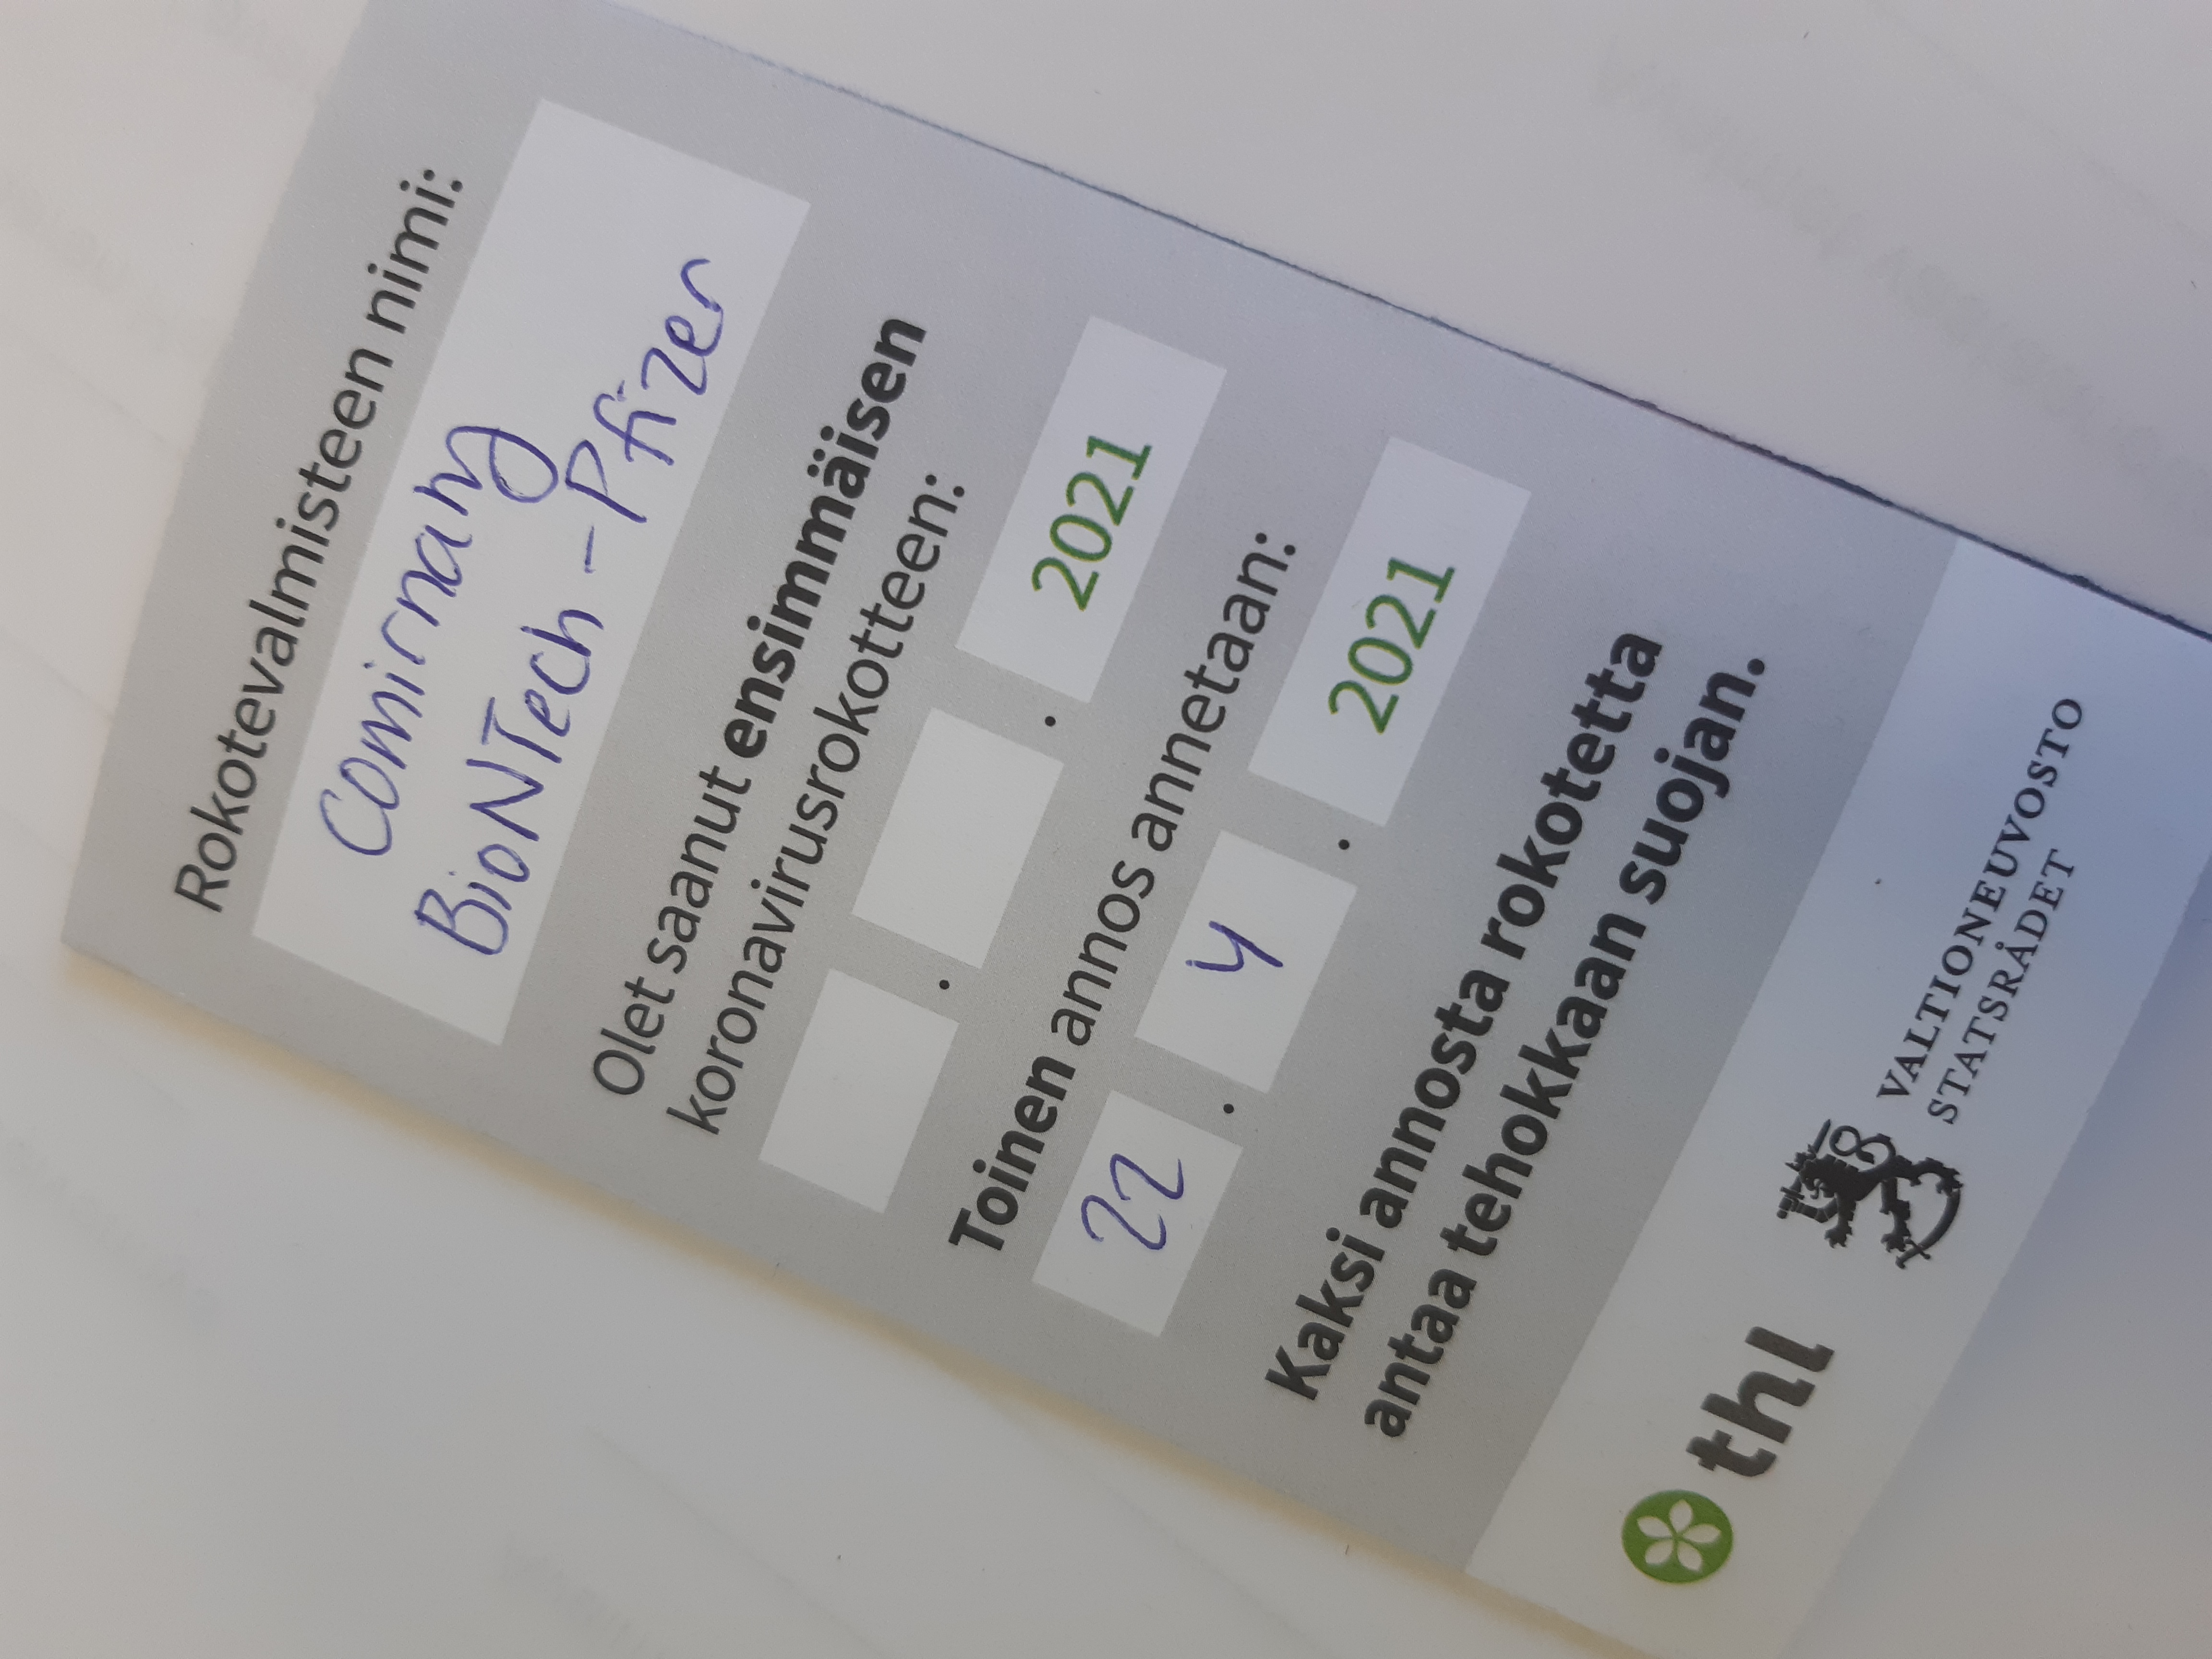 Rokotevalmisteen nimi:
Comirnaty
BioNTech - Pfizer
Olet saanut ensimmäisen
koronavirusrokotteen:
. . 2021
Toinen annos annetaan:
22 . 4 . 2021
Kaksi annosta rokotetta
antaa tehokkaan suojan.
thl
VALTIONEUVOSTO
STATSRÅDET